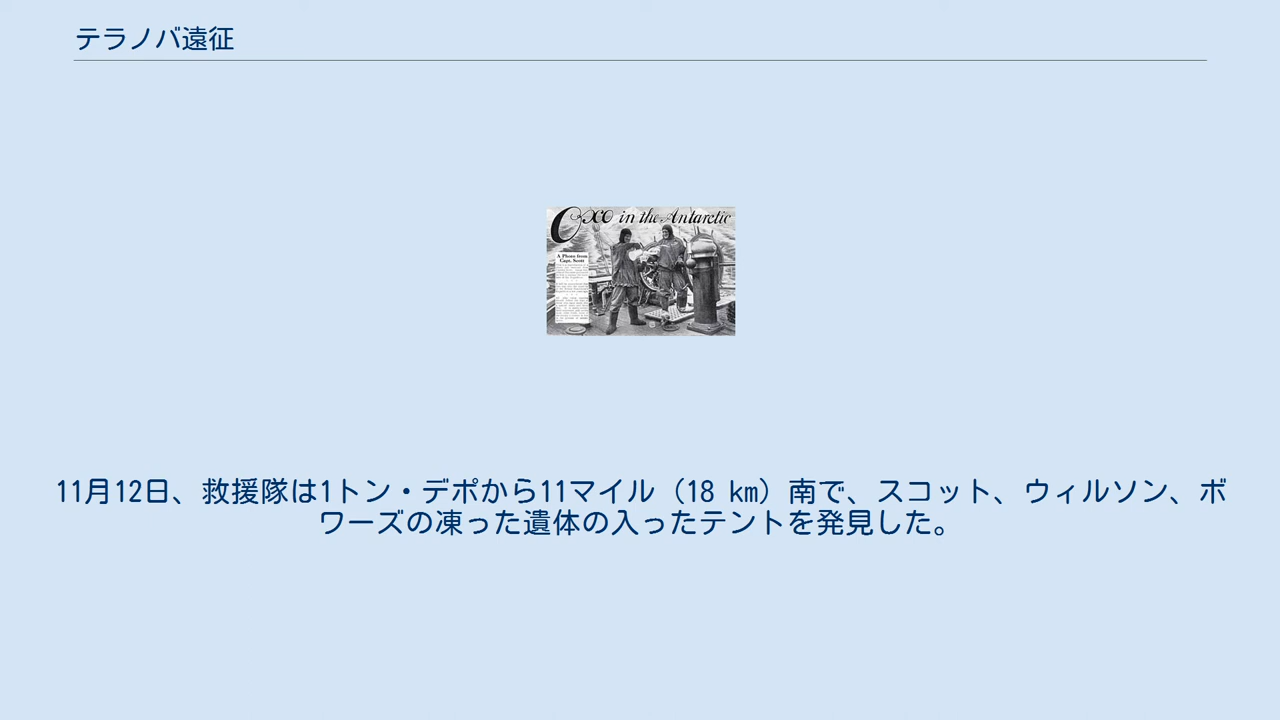 テラノバ遠征
Oxo in the Antarctic
A Photo from
Capt. Scott
11月12日、救援隊は1トン・デポから11マイル（18 km）南で、スコット、ウィルソン、ボ
ワーズの凍った遺体の入ったテントを発見した。